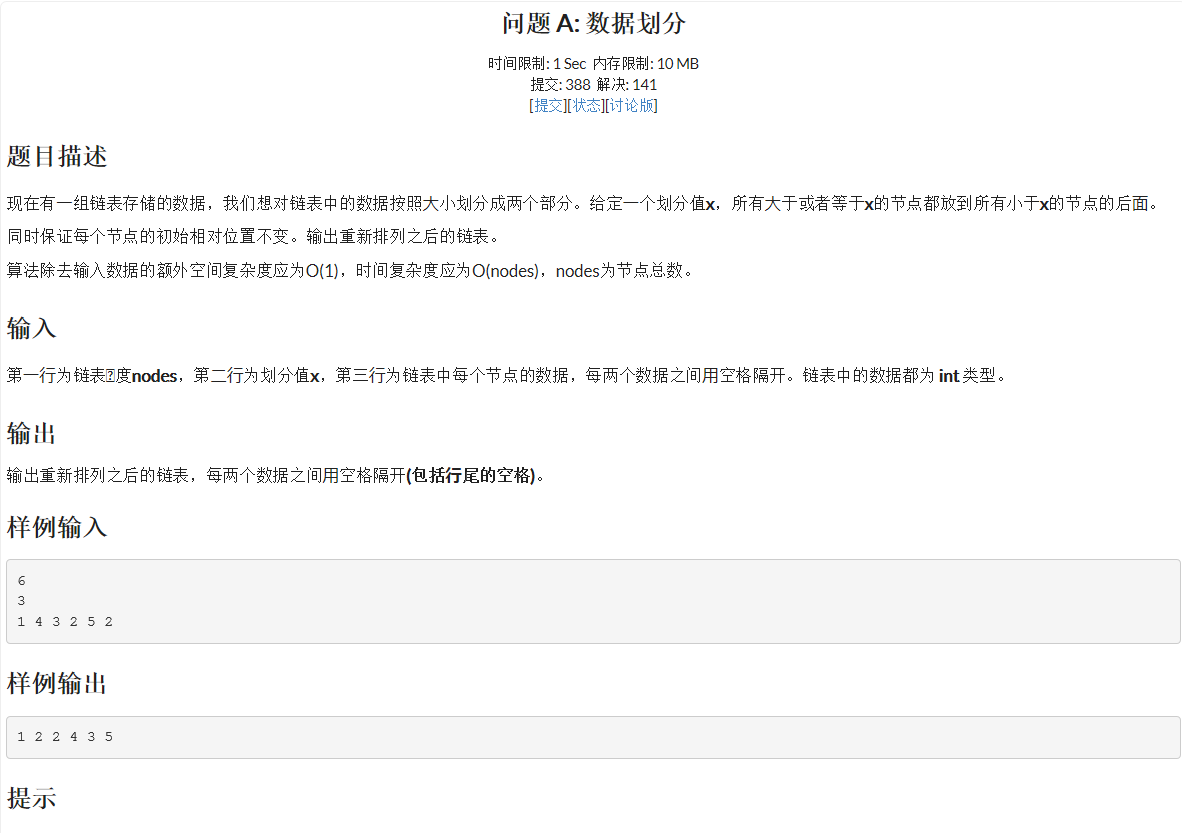 问题 A: 数据划分
时间限制: 1 Sec 内存限制: 10 MB
提交: 388 解决: 141
[提交][状态][讨论版]
题目描述
现在有一组链表存储的数据，我们想对链表中的数据按照大小划分成两个部分。给定一个划分值x，所有大于或者等于x的节点都放到所有小于x的节点的后面。
同时保证每个节点的初始相对位置不变。输出重新排列之后的链表。
算法除去输入数据的额外空间复杂度应为O(1)，时间复杂度应为O(nodes)，nodes为节点总数。
输入
第一行为链表度nodes，第二行为划分值x，第三行为链表中每个节点的数据，每两个数据之间用空格隔开。链表中的数据都为 int 类型。
输出
输出重新排列之后的链表，每两个数据之间用空格隔开(包括行尾的空格)。
样例输入
6
3
1 4 3 2 5 2
样例输出
1 2 2 4 3 5
提示